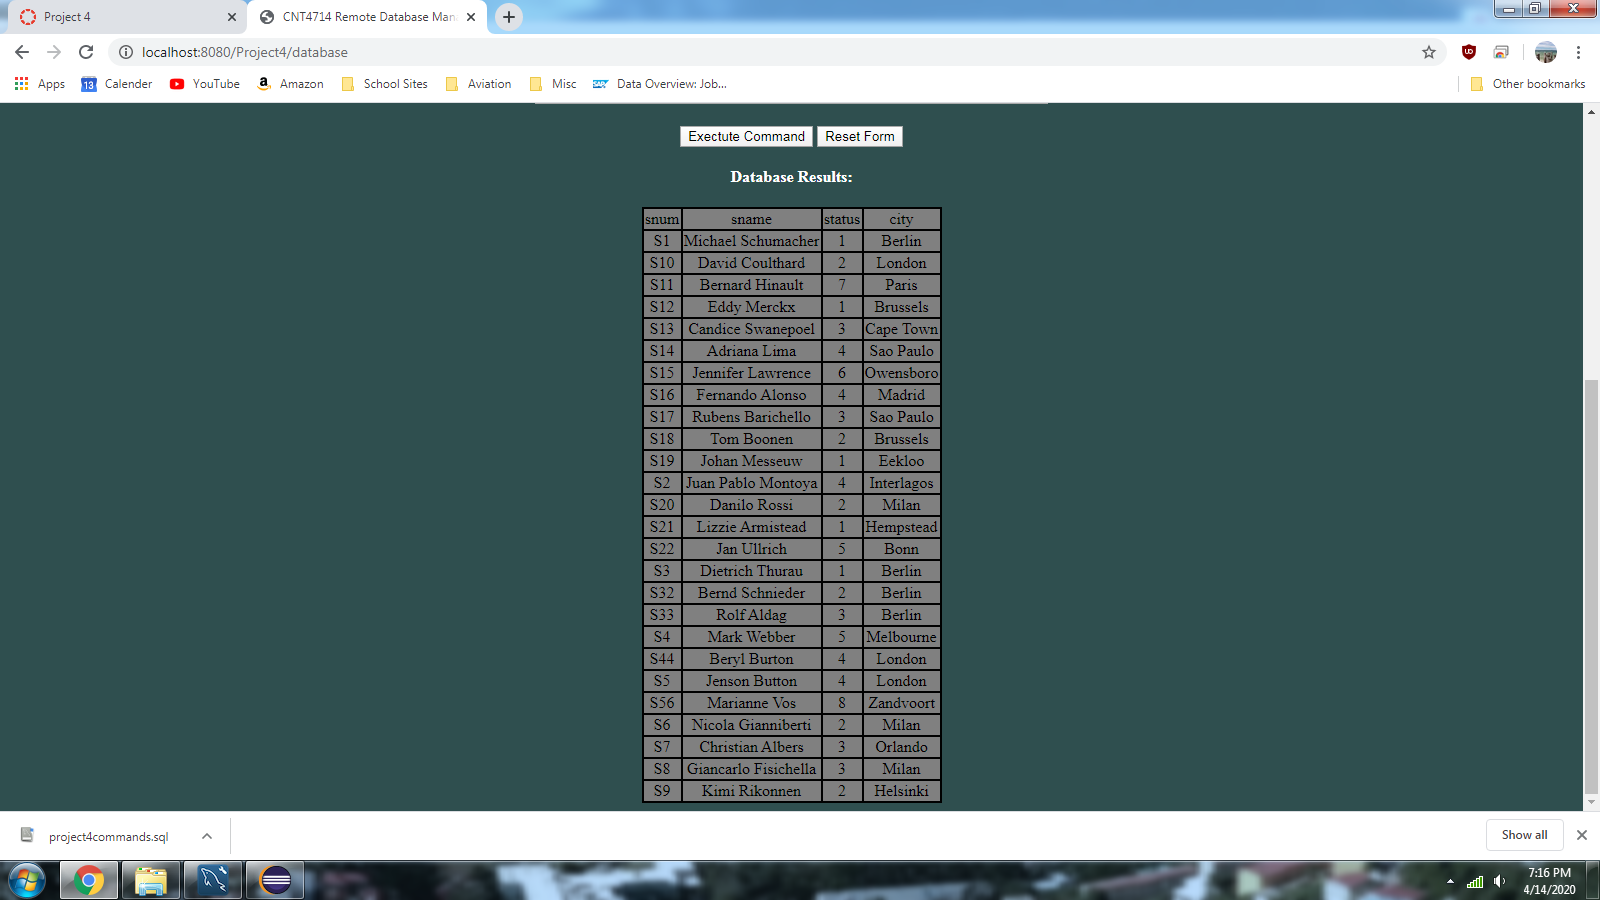 Project 4
CNT4714 Remote Database Man
localhost:8080/Project4/database
Apps
13 Calender
YouTube
a Amazon
School Sites
Aviation
Misc
SAP Data Overview: Job...
Other bookmarks
Exectute Command Reset Form
Database Results:
snum sname status city
S1 Michael Schumacher 1 Berlin
S10 David Coulthard 2 London
S11 Bernard Hinault 7 Paris
S12 Eddy Merckx 1 Brussels
S13 Candice Swanepoel 3 Cape Town
S14 Adriana Lima 4 Sao Paulo
S15 Jennifer Lawrence 6 Owensboro
S16 Fernando Alonso 4 Madrid
S17 Rubens Barichello 3 Sao Paulo
S18 Tom Boonen 2 Brussels
S19 Johan Messeuw 1 Eekloo
S2 Juan Pablo Montoya 4 Interlagos
S20 Danilo Rossi 2 Milan
S21 Lizzie Armistead 1 Hempstead
S22 Jan Ullrich 5 Bonn
S3 Dietrich Thurau 1 Berlin
S32 Bernd Schnieder 2 Berlin
S33 Rolf Aldag 3 Berlin
S4 Mark Webber 5 Melbourne
S44 Beryl Burton 4 London
S5 Jenson Button 4 London
S56 Marianne Vos 8 Zandvoort
S6 Nicola Gianniberti 2 Milan
S7 Christian Albers 3 Orlando
S8 Giancarlo Fisichella 3 Milan
S9 Kimi Rikonnen 2 Helsinki
project4commands.sql
Show all
7:16 PM
4/14/2020